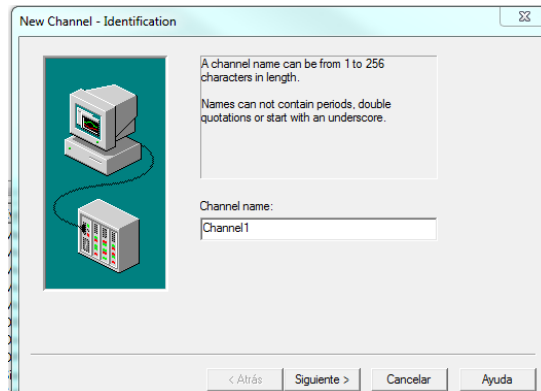 New Channel - Identification
A channel name can be from 1 to 256
characters in length.
Names can not contain periods, double
quotations or start with an underscore.
Channel name:
Channel1
< Atrás
Siguiente >
Cancelar
Ayuda